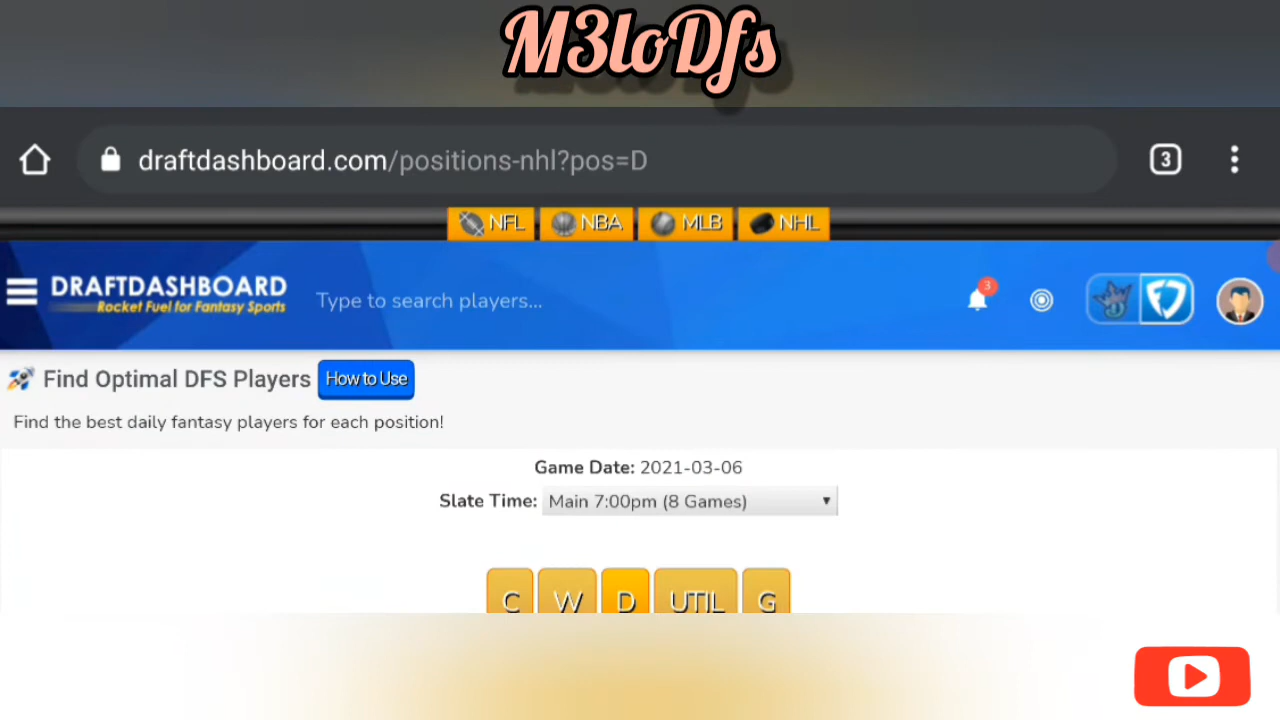 M3loDfs
draftdashboard.com/positions-nhl?pos=D
3
NFL NBA MLB NHL
DRAFTDASHBOARD
Rocket Fuel for Fantasy Sports
Type to search players...
3
Find Optimal DFS Players
How to Use
Find the best daily fantasy players for each position!
Game Date: 2021-03-06
Slate Time: Main 7:00pm (8 Games)
C W D UTIL G